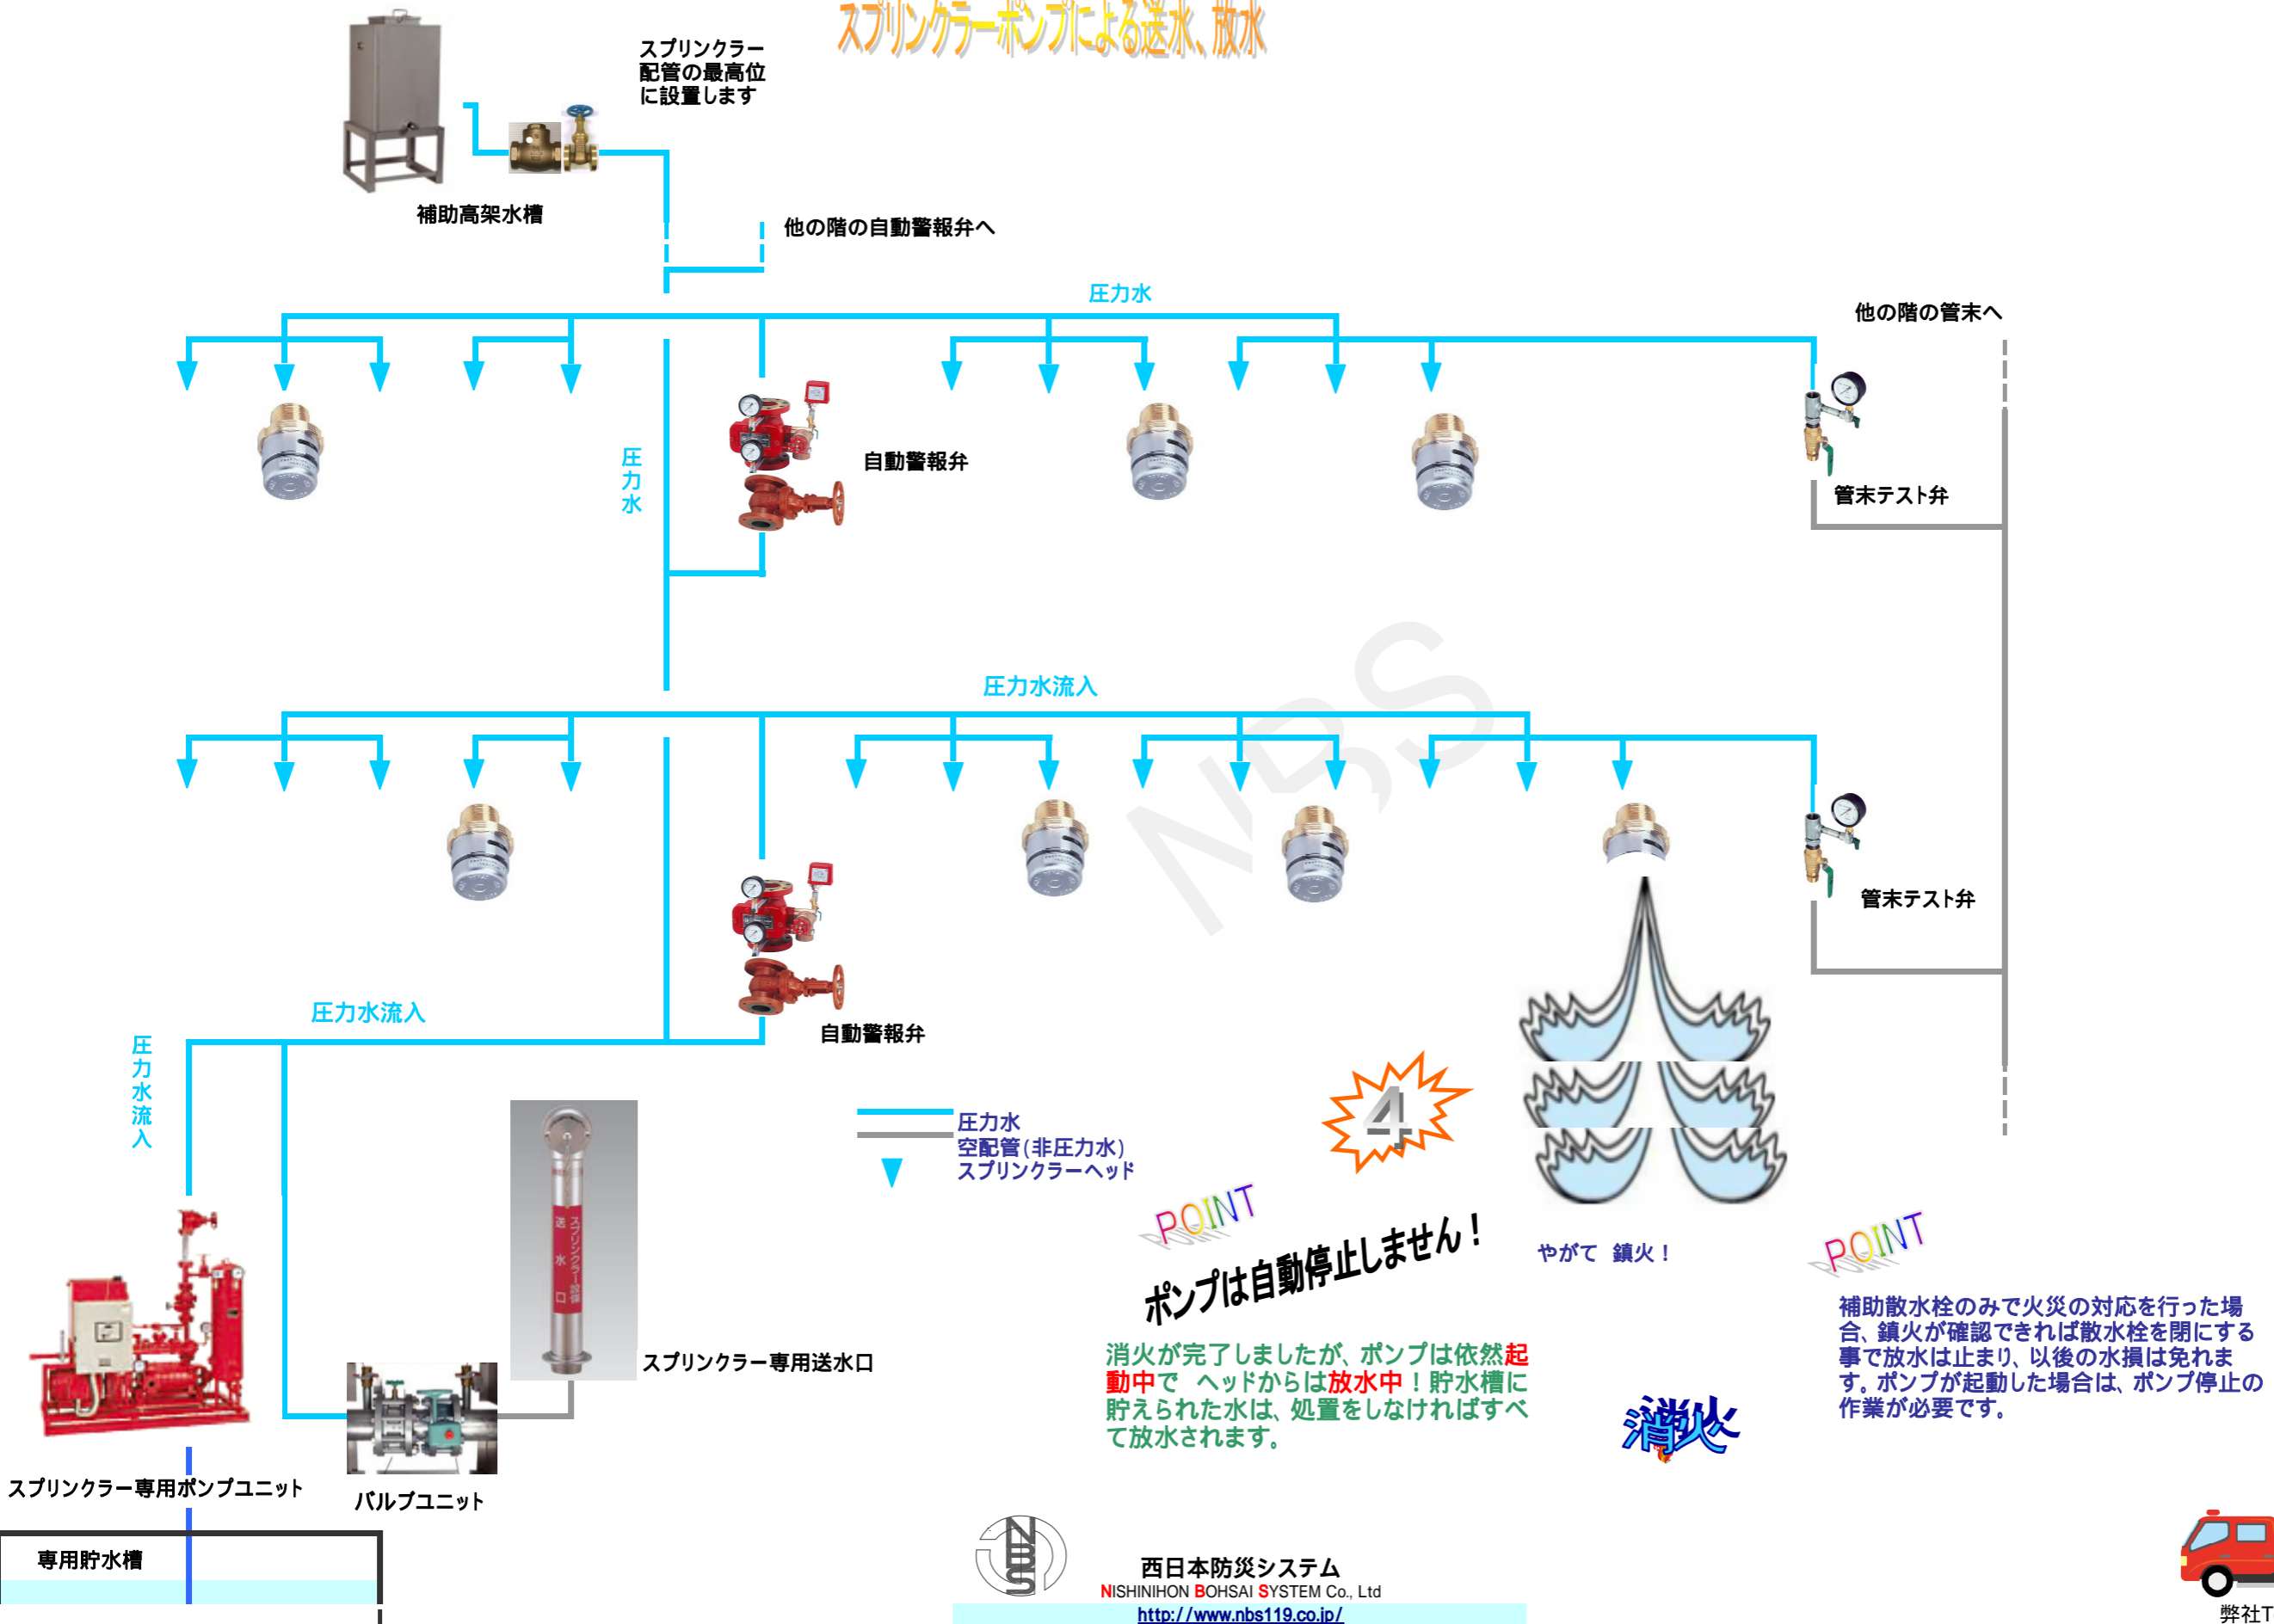 スプリンクラーポンプによる送水、放水
スプリンクラー
配管の最高位
に設置します
補助高架水槽
他の階の自動警報弁へ
圧力水
他の階の管末へ
圧力水
自動警報弁
管末テスト弁
NBS
圧力水流入
管末テスト弁
圧力水流入
自動警報弁
圧力水流入
スプリンクラー設備
送水口
圧力水
空配管(非圧力水)
スプリンクラーヘッド
4
POINT
ポンプは自動停止しません!
やがて 鎮火!
POINT
補助散水栓のみで火災の対応を行った場
合、鎮火が確認できれば散水栓を閉にする
事で放水は止まり、以後の水損は免れま
す。ポンプが起動した場合は、ポンプ停止の
作業が必要です。
消火が完了しましたが、ポンプは依然起
動中で ヘッドからは放水中!貯水槽に
貯えられた水は、処置をしなければすべ
て放水されます。
消火
スプリンクラー専用送水口
スプリンクラー専用ポンプユニット
バルブユニット
専用貯水槽
NBS
西日本防災システム
NISHINIHON BOHSAI SYSTEM Co., Ltd
http://www.nbs119.co.jp/
弊社T